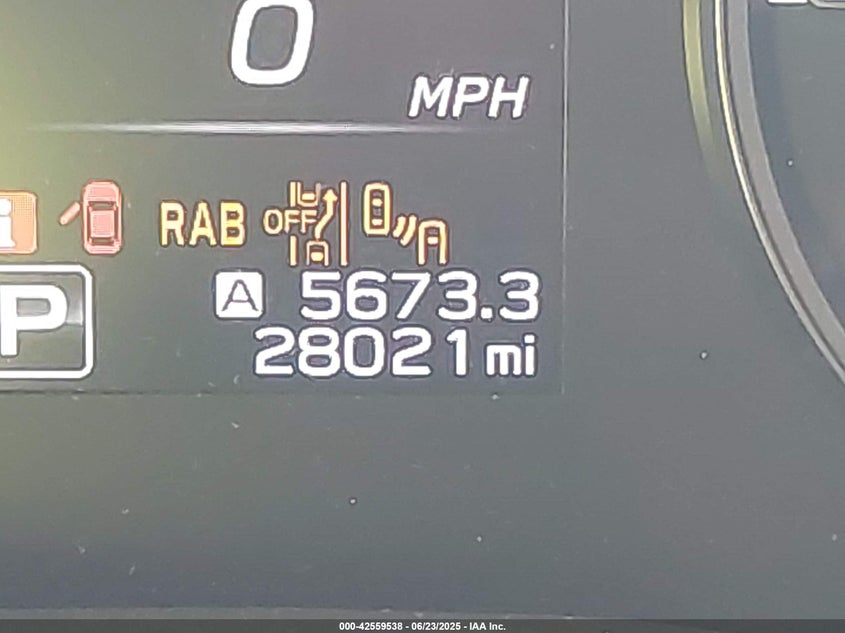 0
MPH
i
RAB OFF
P
A 5673.3
28021 mi
000-42559538 - 06/23/2025 - IAA Inc.